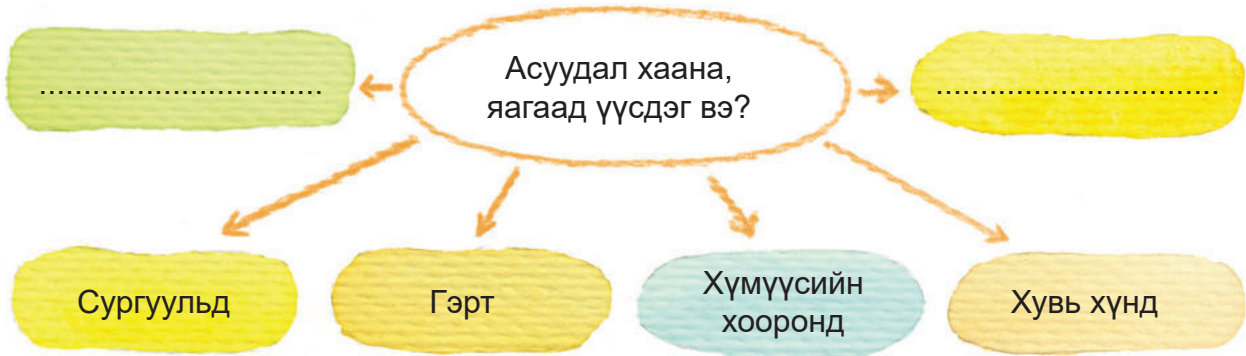 Асуудал хаана,
яагаад үүсдэг вэ?
................................
................................
Сургуульд
Гэрт
Хүмүүсийн
хооронд
Хувь хүнд